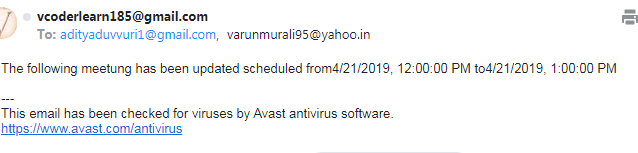 vcoderlearn185@gmail.com
To: adityaduvvuri1@gmail.com, varunmurali95@yahoo.in
The following meetung has been updated scheduled from4/21/2019, 12:00:00 PM to4/21/2019, 1:00:00 PM
---
This email has been checked for viruses by Avast antivirus software.
https://www.avast.com/antivirus